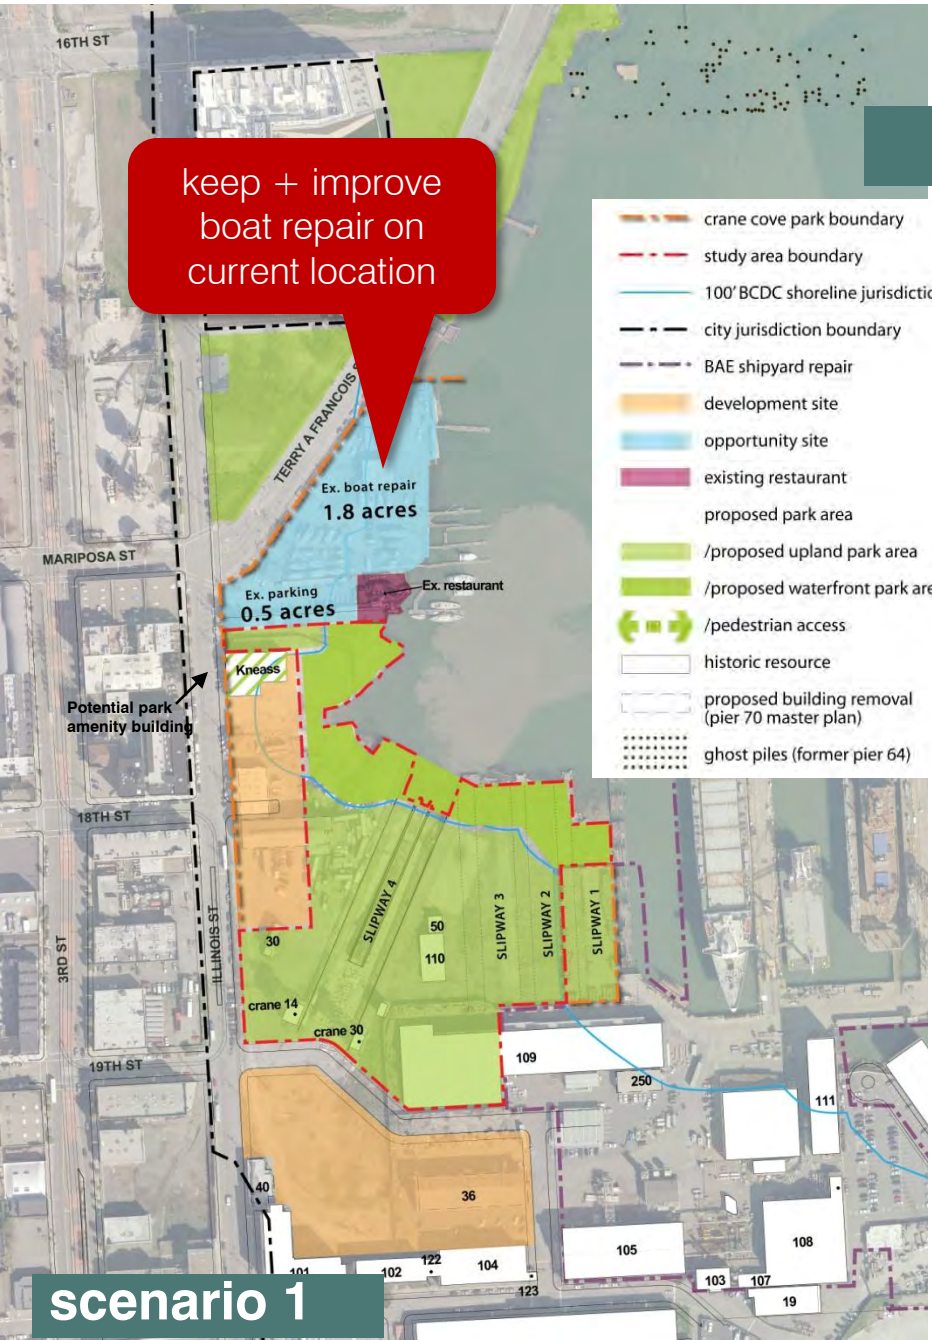 16TH ST
keep + improve
boat repair on
current location
crane cove park boundary
study area boundary
100' BCDC shoreline jurisdictic
city jurisdiction boundary
BAE shipyard repair
development site
opportunity site
existing restaurant
proposed park area
/proposed upland park area
/proposed waterfront park are
/pedestrian access
historic resource
proposed building removal
(pier 70 master plan)
ghost piles (former pier 64)
TERRY A FRANCOIS
Ex. boat repair
1.8 acres
MARIPOSA ST
Ex. parking
0.5 acres
Ex. restaurant
Kneass
Potential park
amenity building
18TH ST
3RD ST
ILLINOIS ST
SLIPWAY 4
SLIPWAY 3
SLIPWAY 2
SLIPWAY 1
30
50
110
crane 14
crane 30
19TH ST
109
250
111
40
36
101
102
122
104
123
105
108
103
107
19
scenario 1